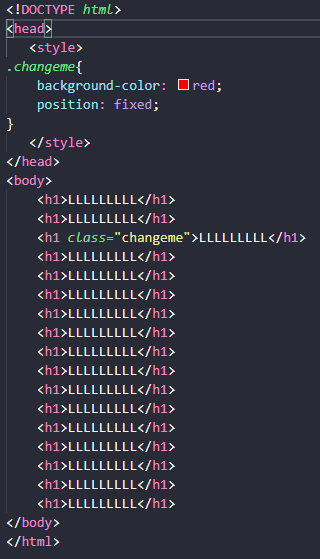 <!DOCTYPE html>
<head>
<style>
.changeme{
background-color: red;
position: fixed;
}
</style>
</head>
<body>
<h1>LLLLLLLLL</h1>
<h1>LLLLLLLLL</h1>
<h1 class="changeme">LLLLLLLLL</h1>
<h1>LLLLLLLLL</h1>
<h1>LLLLLLLLL</h1>
<h1>LLLLLLLLL</h1>
<h1>LLLLLLLLL</h1>
<h1>LLLLLLLLL</h1>
<h1>LLLLLLLLL</h1>
<h1>LLLLLLLLL</h1>
<h1>LLLLLLLLL</h1>
<h1>LLLLLLLLL</h1>
<h1>LLLLLLLLL</h1>
<h1>LLLLLLLLL</h1>
<h1>LLLLLLLLL</h1>
<h1>LLLLLLLLL</h1>
<h1>LLLLLLLLL</h1>
</body>
</html>